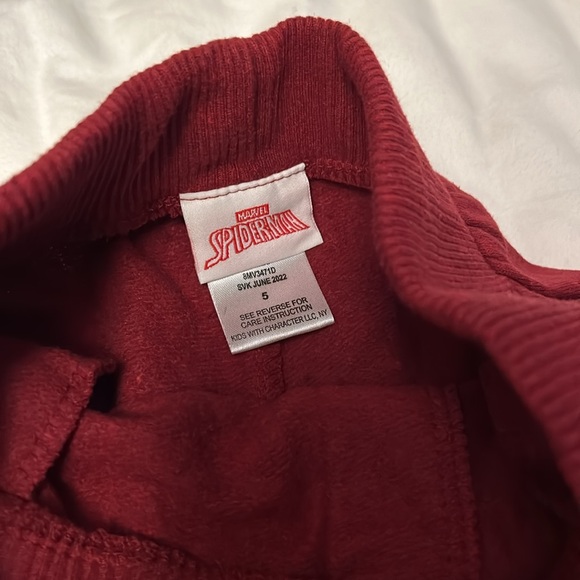 MARVEL
SPIDER-MAN
8MV3471D
SVK JUNE 2022
5
SEE REVERSE FOR
CARE INSTRUCTION
KIDS WITH CHARACTER LLC, NY